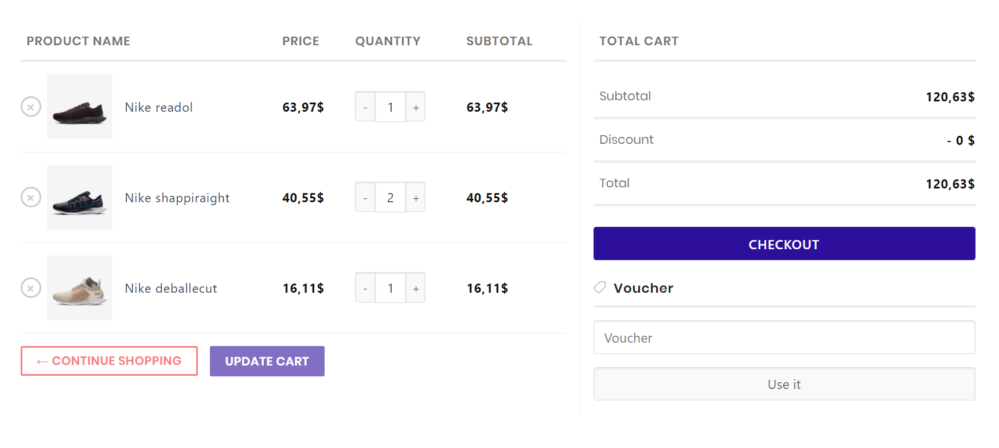 PRODUCT NAME PRICE QUANTITY SUBTOTAL
× Nike readol 63,97$ - 1 + 63,97$
× Nike shappiraight 40,55$ - 2 + 40,55$
× Nike deballecut 16,11$ - 1 + 16,11$
← CONTINUE SHOPPING UPDATE CART
TOTAL CART
Subtotal 120,63$
Discount - 0 $
Total 120,63$
CHECKOUT
Voucher
Voucher
Use it